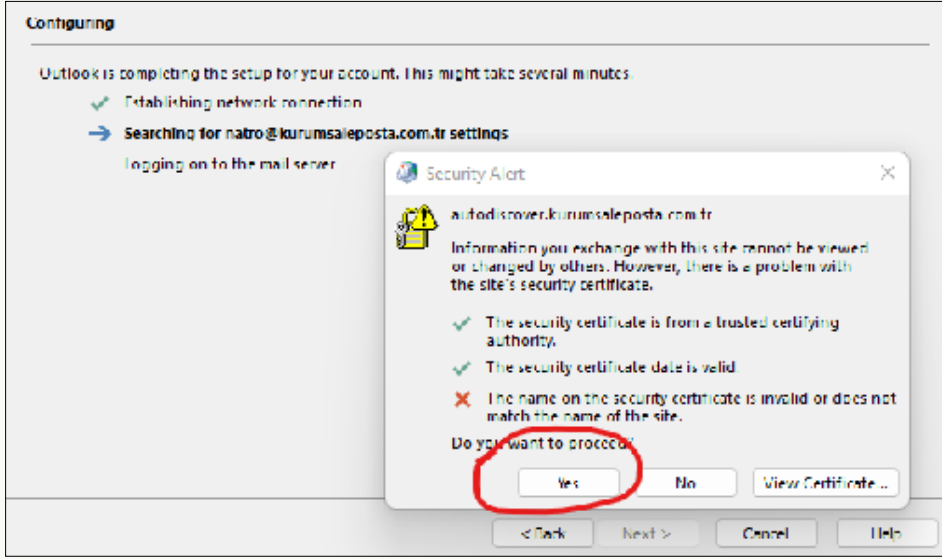 Configuring
Outlook is completing the setup for your account. This might take several minutes.
Establishing network connection
Searching for natro@kurumsaleposta.com.tr settings
Logging on to the mail server
Security Alert
autodiscover.kurumsaleposta.com.tr
Information you exchange with this site cannot be viewed
or changed by others. However, there is a problem with
the site's security certificate.
The security certificate is from a trusted certifying
authority.
The security certificate date is valid.
The name on the security certificate is invalid or does not
match the name of the site.
Do you want to proceed?
Yes No View Certificate...
< Back Next > Cancel Help